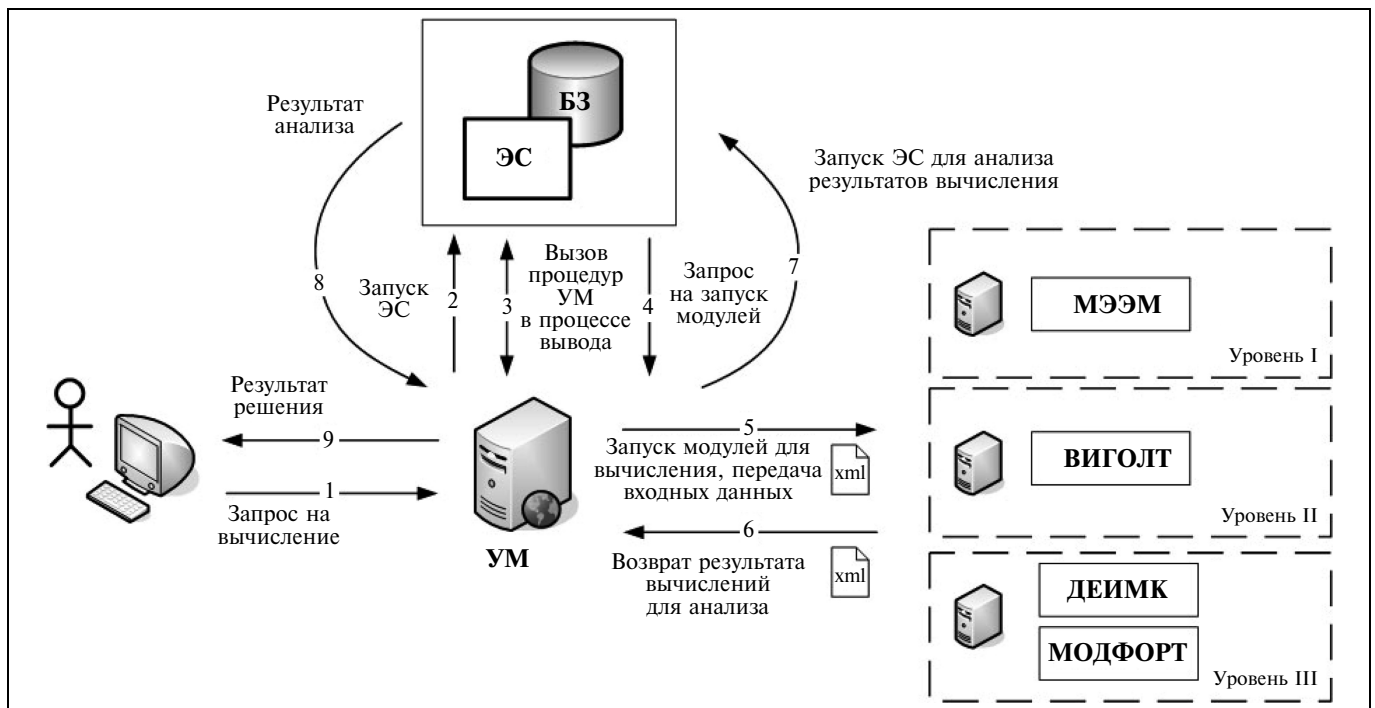 БЗ
ЭС
Результат
анализа
Запуск ЭС для анализа
результатов вычисления
8
Запуск
ЭС
2
3
Вызов
процедур
УМ
в процессе
вывода
4
Запрос
на запуск
модулей
7
МЭЭМ
Уровень I
Результат
решения
9
1
Запрос на
вычисление
УМ
5
Запуск модулей для
вычисления, передача
входных данных
xml
6
Возврат результата
вычислений
для анализа
xml
ВИГОЛТ
Уровень II
ДЕИМК
МОДФОРТ
Уровень III